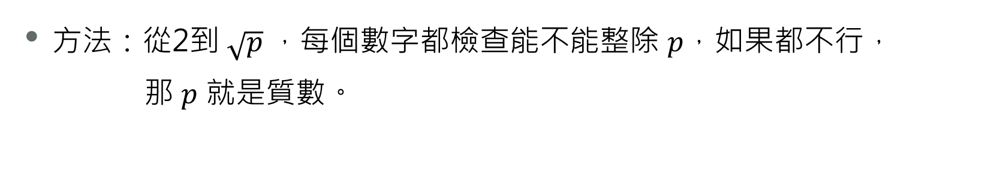 • 方法：從2到 √p ，每個數字都檢查能不能整除 p，如果都不行，
那 p 就是質數。